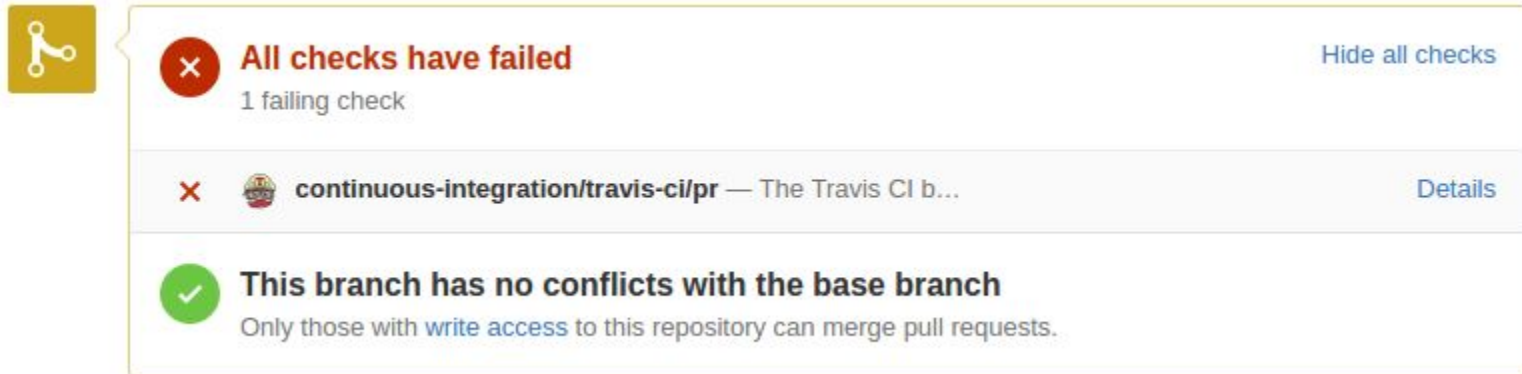 All checks have failed
Hide all checks
1 failing check
continuous-integration/travis-ci/pr — The Travis CI b…
Details
This branch has no conflicts with the base branch
Only those with write access to this repository can merge pull requests.